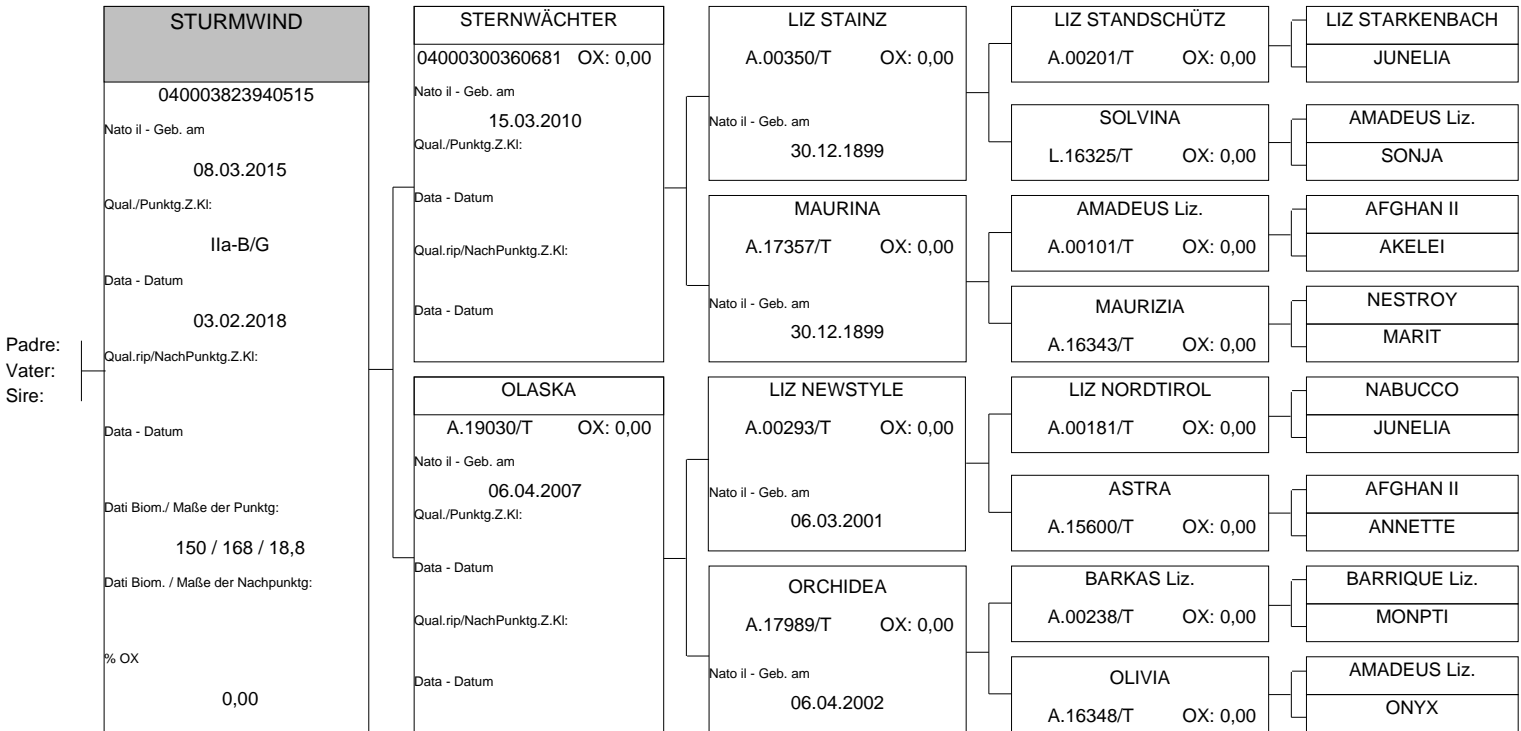 Padre:
Vater:
Sire:
STURMWIND
040003823940515
Nato il - Geb. am
08.03.2015
Qual./Punktg.Z.Kl:
IIa-B/G
Data - Datum
03.02.2018
Qual.rip/NachPunktg.Z.Kl:
Data - Datum
Dati Biom./ Maße der Punktg:
150 / 168 / 18,8
Dati Biom. / Maße der Nachpunktg:
% OX
0,00
STERNWÄCHTER
04000300360681 OX: 0,00
Nato il - Geb. am
15.03.2010
Qual./Punktg.Z.Kl:
Data - Datum
Qual.rip/NachPunktg.Z.Kl:
Data - Datum
OLASKA
A.19030/T OX: 0,00
Nato il - Geb. am
06.04.2007
Qual./Punktg.Z.Kl:
Data - Datum
Qual.rip/NachPunktg.Z.Kl:
Data - Datum
LIZ STAINZ
A.00350/T OX: 0,00
Nato il - Geb. am
30.12.1899
MAURINA
A.17357/T OX: 0,00
Nato il - Geb. am
30.12.1899
LIZ NEWSTYLE
A.00293/T OX: 0,00
Nato il - Geb. am
06.03.2001
ORCHIDEA
A.17989/T OX: 0,00
Nato il - Geb. am
06.04.2002
LIZ STANDSCHÜTZ
A.00201/T OX: 0,00
SOLVINA
L.16325/T OX: 0,00
AMADEUS Liz.
A.00101/T OX: 0,00
MAURIZIA
A.16343/T OX: 0,00
LIZ NORDTIROL
A.00181/T OX: 0,00
ASTRA
A.15600/T OX: 0,00
BARKAS Liz.
A.00238/T OX: 0,00
OLIVIA
A.16348/T OX: 0,00
LIZ STARKENBACH
JUNELIA
AMADEUS Liz.
SONJA
AFGHAN II
AKELEI
NESTROY
MARIT
NABUCCO
JUNELIA
AFGHAN II
ANNETTE
BARRIQUE Liz.
MONPTI
AMADEUS Liz.
ONYX